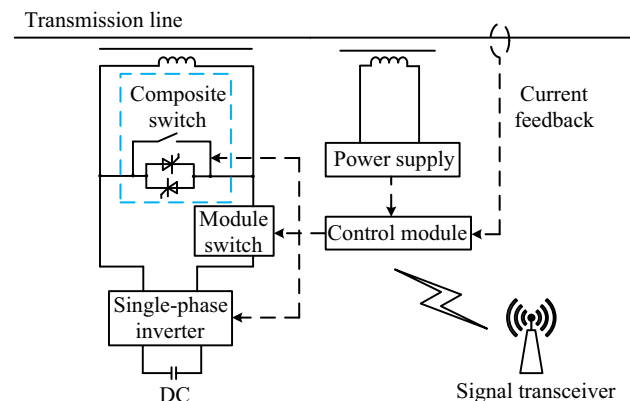 Transmission line
Composite
switch
Current
feedback
Power supply
Module
switch
Control module
Single-phase
inverter
DC
Signal transceiver